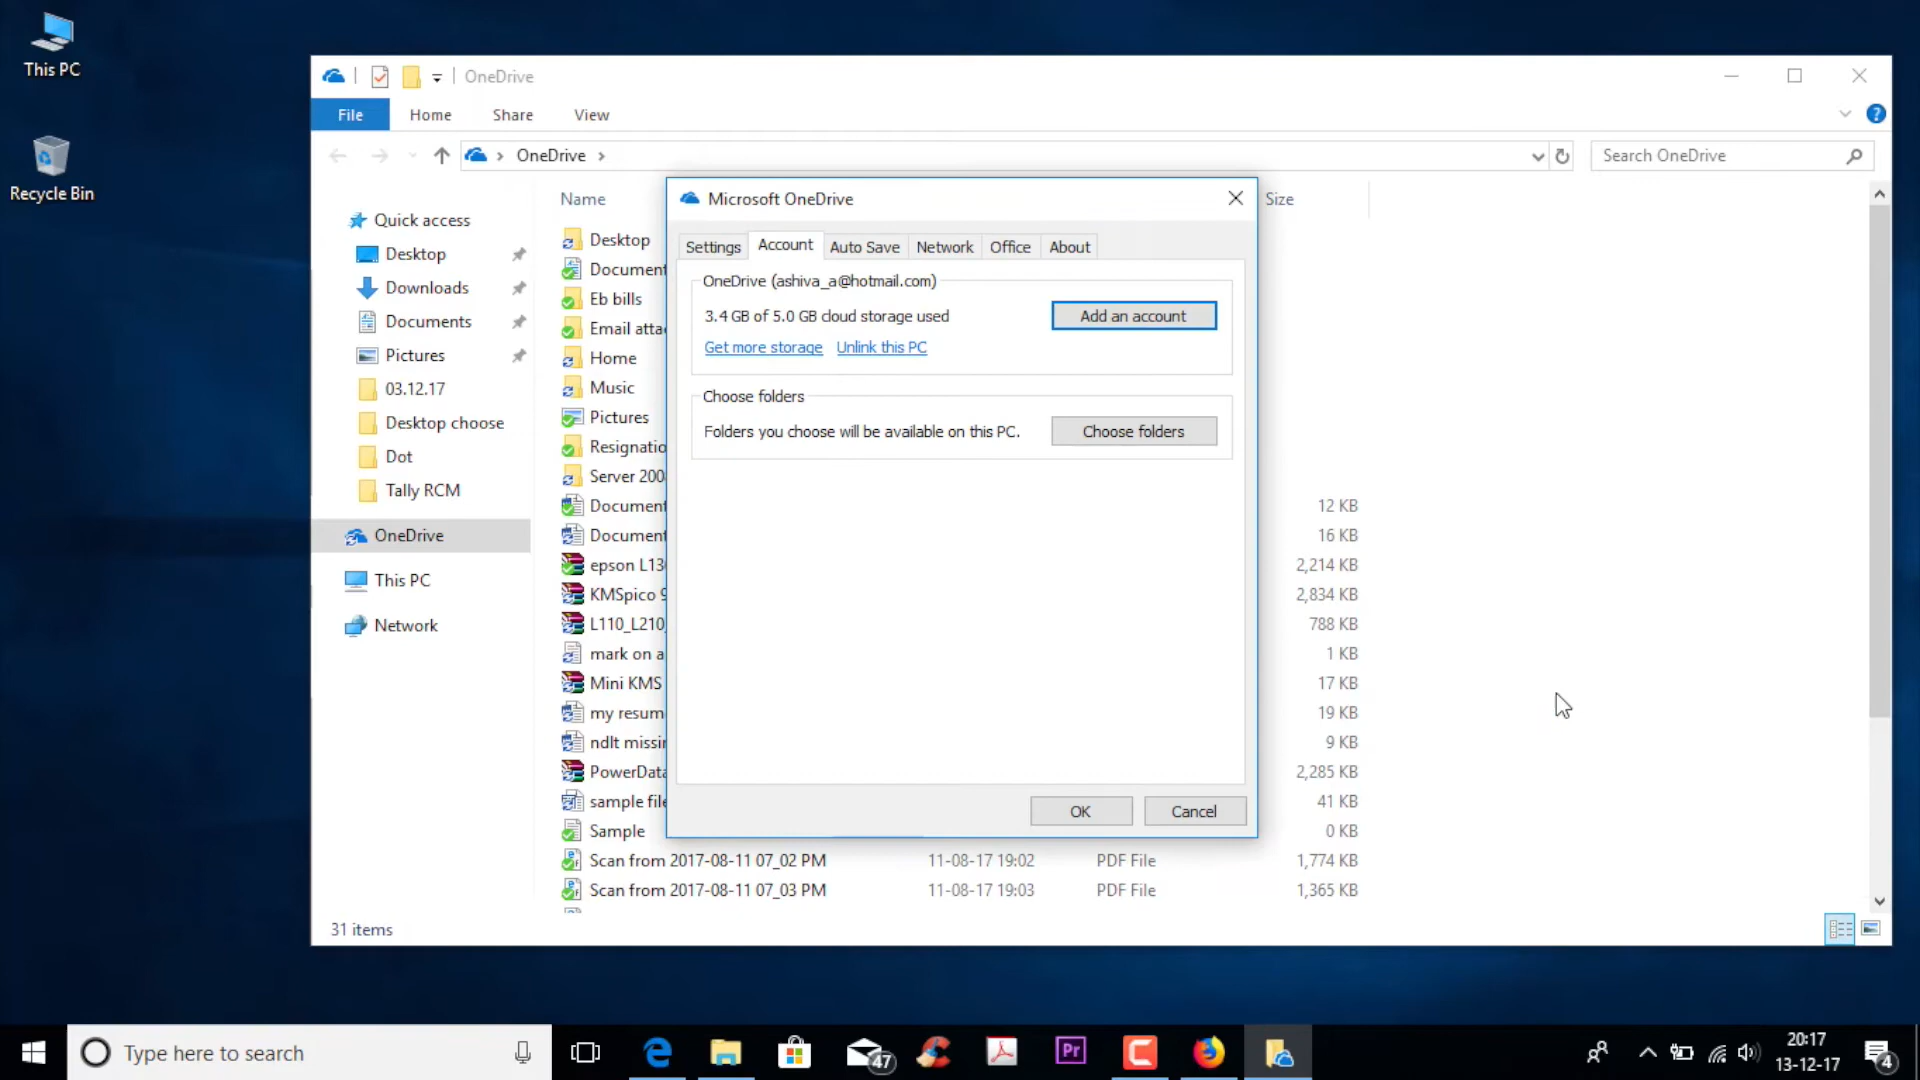 This PC
Recycle Bin
OneDrive
File
Home
Share
View
OneDrive
Search OneDrive
Quick access
Desktop
Downloads
Documents
Pictures
03.12.17
Desktop choose
Dot
Tally RCM
OneDrive
This PC
Network
Name
Size
Desktop
Document
Eb bills
Email atta
Home
Music
Pictures
Resignatio
Server 200
Document 12 KB
Document 16 KB
epson L13 2,214 KB
KMSpico 9 2,834 KB
L110_L210_ 788 KB
mark on a 1 KB
Mini KMS 17 KB
my resum 19 KB
ndlt missi 9 KB
PowerData 2,285 KB
sample file 41 KB
Sample 0 KB
Scan from 2017-08-11 07_02 PM 11-08-17 19:02 PDF File 1,774 KB
Scan from 2017-08-11 07_03 PM 11-08-17 19:03 PDF File 1,365 KB
31 items
Microsoft OneDrive
Settings
Account
Auto Save
Network
Office
About
OneDrive (ashiva_a@hotmail.com)
3.4 GB of 5.0 GB cloud storage used
Add an account
Get more storage
Unlink this PC
Choose folders
Folders you choose will be available on this PC.
Choose folders
OK
Cancel
Type here to search
47
Pr
20:17
13-12-17
4